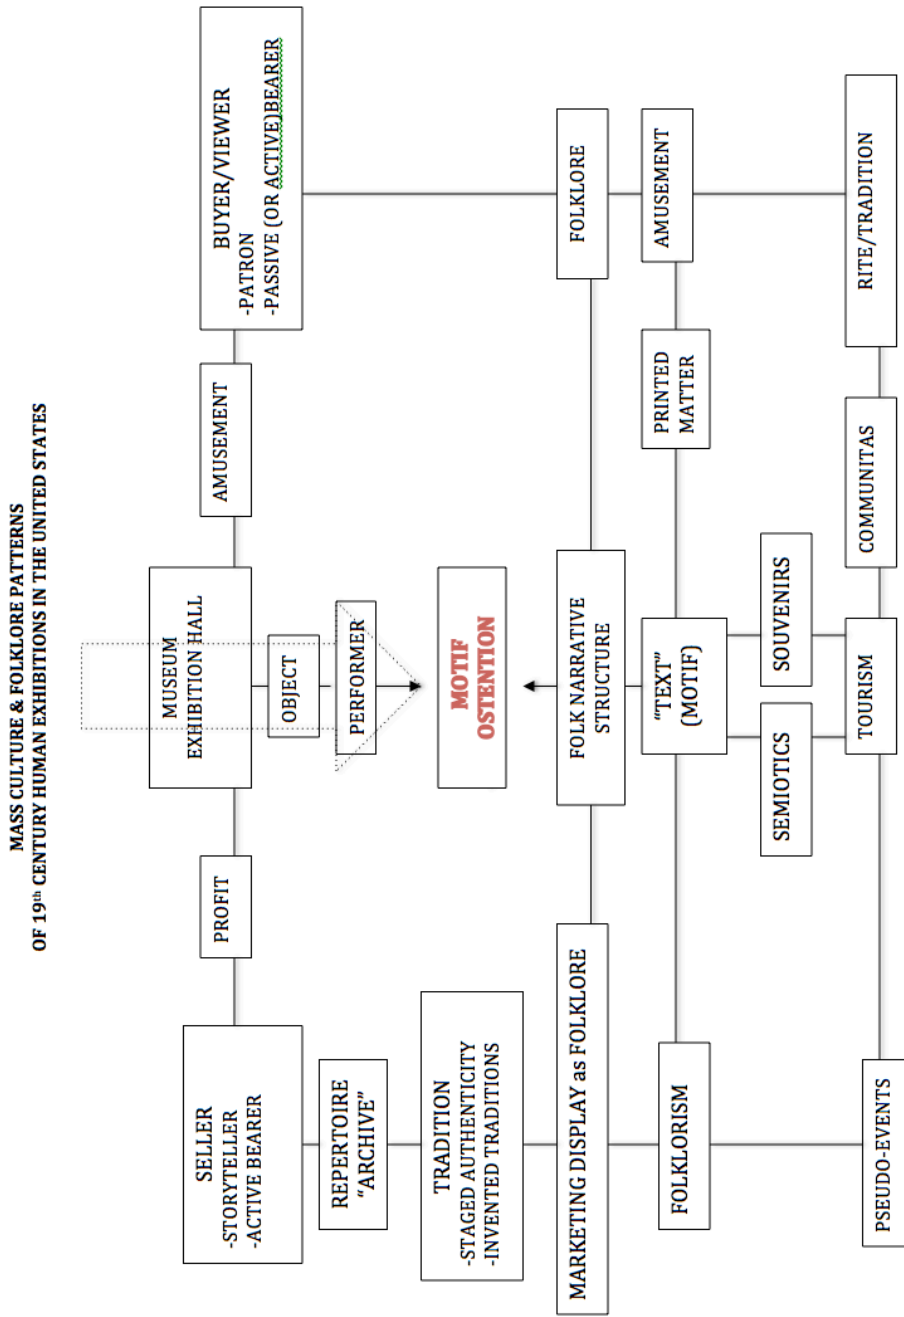 MASS CULTURE & FOLKLORE PATTERNS
OF 19th CENTURY HUMAN EXHIBITIONS IN THE UNITED STATES
SELLER
-STORYTELLER
-ACTIVE BEARER
PROFIT
MUSEUM
EXHIBITION HALL
AMUSEMENT
BUYER/VIEWER
-PATRON
-PASSIVE (OR ACTIVE)BEARER
OBJECT
REPERTOIRE
“ARCHIVE”
PERFORMER
TRADITION
-STAGED AUTHENTICITY
-INVENTED TRADITIONS
MOTIF
OSTENTION
MARKETING DISPLAY as FOLKLORE
FOLK NARRATIVE
STRUCTURE
FOLKLORE
FOLKLORISM
“TEXT”
(MOTIF)
PRINTED
MATTER
AMUSEMENT
SEMIOTICS
SOUVENIRS
PSEUDO-EVENTS
TOURISM
COMMUNITAS
RITE/TRADITION